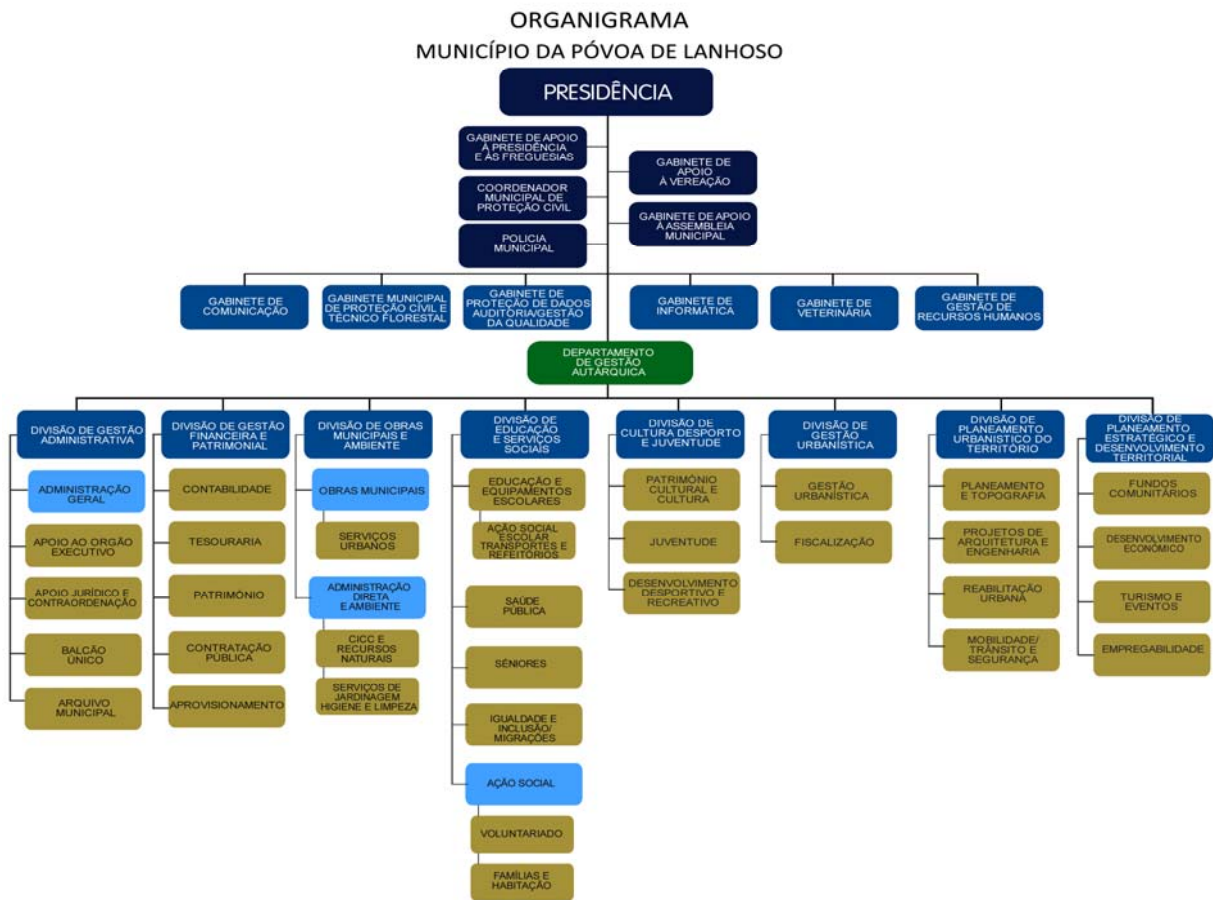 ORGANIGRAMA
MUNICÍPIO DA PÓVOA DE LANHOSO
PRESIDÊNCIA
GABINETE DE APOIO
À PRESIDÊNCIA
E ÀS FREGUESIAS
GABINETE DE
APOIO
À VEREAÇÃO
COORDENADOR
MUNICIPAL DE
PROTEÇÃO CIVIL
GABINETE DE APOIO
À ASSEMBLEIA
MUNICIPAL
POLICIA
MUNICIPAL
GABINETE DE
COMUNICAÇÃO
GABINETE MUNICIPAL
DE PROTEÇÃO CÍVIL E
TÉCNICO FLORESTAL
GABINETE DE
PROTEÇÃO DE DADOS
AUDITORIA/GESTÃO
DA QUALIDADE
GABINETE DE
INFORMÁTICA
GABINETE DE
VETERINÁRIA
GABINETE DE
GESTÃO DE
RECURSOS HUMANOS
DEPARTAMENTO
DE GESTÃO
AUTÁRQUICA
DIVISÃO DE GESTÃO
ADMINISTRATIVA
ADMINISTRAÇÃO
GERAL
APOIO AO ORGÃO
EXECUTIVO
APOIO JURÍDICO E
CONTRAORDENAÇÃO
BALCÃO
ÚNICO
ARQUIVO
MUNICIPAL
DIVISÃO DE GESTÃO
FINANCEIRA E
PATRIMONIAL
CONTABILIDADE
TESOURARIA
PATRIMÓNIO
CONTRATAÇÃO
PÚBLICA
APROVISIONAMENTO
DIVISÃO DE OBRAS
MUNICIPAIS E
AMBIENTE
OBRAS MUNICIPAIS
SERVIÇOS
URBANOS
ADMINISTRAÇÃO
DIRETA
E AMBIENTE
CICC E
RECURSOS
NATURAIS
SERVIÇOS DE
JARDINAGEM
HIGIENE E LIMPEZA
DIVISÃO DE
EDUCAÇÃO
E SERVIÇOS
SOCIAIS
EDUCAÇÃO E
EQUIPAMENTOS
ESCOLARES
AÇÃO SOCIAL
ESCOLAR
TRANSPORTES E
REFEITÓRIOS
SAÚDE
PÚBLICA
SÉNIORES
IGUALDADE E
INCLUSÃO/
MIGRAÇÕES
AÇÃO SOCIAL
VOLUNTARIADO
FAMÍLIAS E
HABITAÇÃO
DIVISÃO DE
CULTURA DESPORTO
E JUVENTUDE
PATRIMÓNIO
CULTURAL E
CULTURA
JUVENTUDE
DESENVOLVIMENTO
DESPORTIVO E
RECREATIVO
DIVISÃO DE
GESTÃO
URBANÍSTICA
GESTÃO
URBANÍSTICA
FISCALIZAÇÃO
DIVISÃO DE
PLANEAMENTO
URBANISTICO DO
TERRITÓRIO
PLANEAMENTO
E TOPOGRAFIA
PROJETOS DE
ARQUITETURA E
ENGENHARIA
REABILITAÇÃO
URBANA
MOBILIDADE/
TRÂNSITO E
SEGURANÇA
DIVISÃO DE
PLANEAMENTO
ESTRATÉGICO E
DESENVOLVIMENTO
TERRITORIAL
FUNDOS
COMUNITÁRIOS
DESENVOLVIMENTO
ECONÓMICO
TURISMO E
EVENTOS
EMPREGABILIDADE